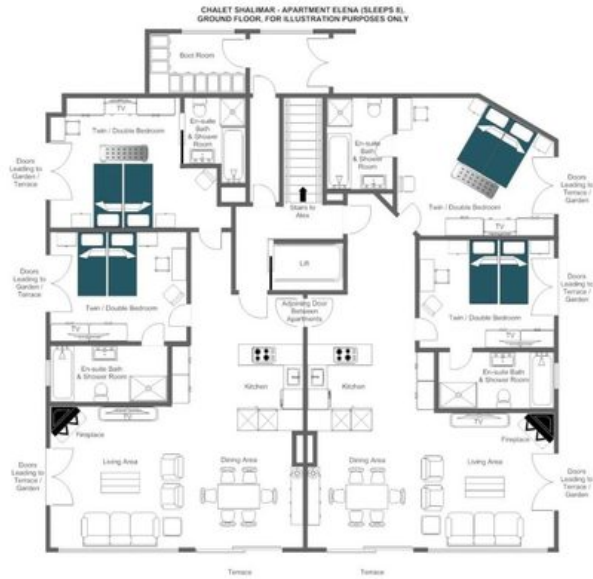 CHALET SHALIMAR - APARTMENT ELENA (SLEEPS 8).
GROUND FLOOR, FOR ILLUSTRATION PURPOSES ONLY
Boot Room
TV
Twin / Double Bedroom
En-suite
Bath
& Shower
Room
Doors
Leading to
Garden /
Terrace
Stairs to
Alex
En-suite
Bath
& Shower
Room
Twin / Double Bedroom
TV
Doors
Leading to
Terrace /
Garden
Doors
Leading to
Garden /
Terrace
Twin / Double Bedroom
TV
Lift
Adjoining Door
Between
Apartments
Twin / Double Bedroom
TV
Doors
Leading to
Terrace /
Garden
En-suite Bath
& Shower Room
Kitchen
Kitchen
En-suite Bath
& Shower Room
TV
Fireplace
TV
Fireplace
Doors
Leading to
Terrace /
Garden
Living Area
Dining Area
Dining Area
Living Area
Doors
Leading to
Terrace /
Garden
Terrace
Terrace